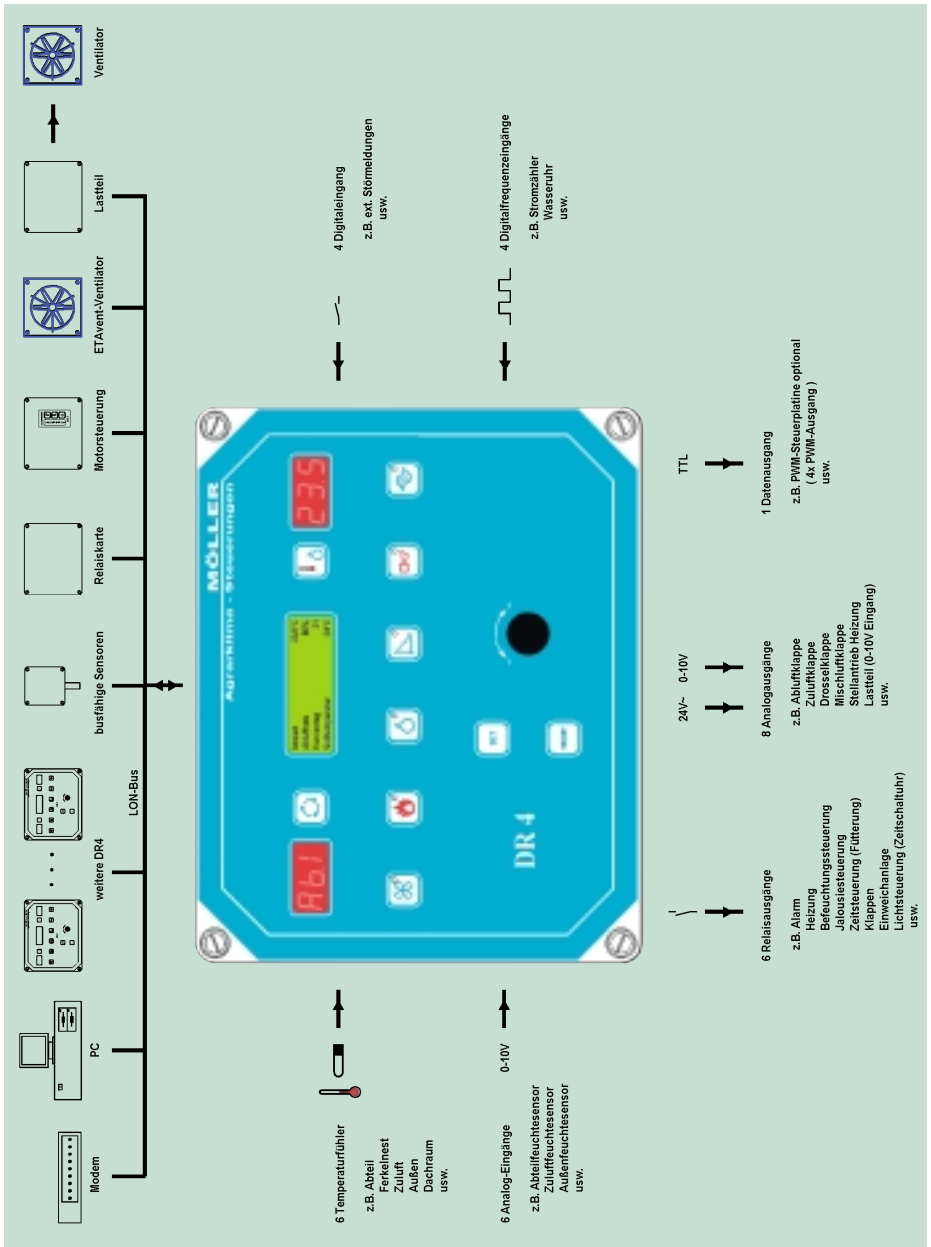 Modem
PC
weitere DR4
busfähige Sensoren
Relaiskarte
Motorsteuerung
ETAvent-Ventilator
Lastteil
Ventilator
LON-Bus
6 Temperaturfühler
z.B. Abteil
Ferkelnest
Zuluft
Außen
Dachraum
usw.
6 Analog-Eingänge
0-10V
z.B. Abteilfeuchtesensor
Zuluftfeuchtesensor
Außenfeuchtesensor
usw.
MÖLLER
Agrarklima - Steuerungen
Abl
23.5
SET
DR 4
4 Digitaleingang
z.B. ext. Störmeldungen
usw.
4 Digitalfrequenzeingänge
z.B. Stromzähler
Wasseruhr
usw.
6 Relaisausgänge
z.B. Alarm
Heizung
Befeuchtungssteuerung
Jalousiesteuerung
Zeitsteuerung (Fütterung)
Klappen
Einweichanlage
Lichtsteuerung (Zeitschaltuhr)
usw.
24V~ 0-10V
8 Analogausgänge
z.B. Abluftklappe
Zuluftklappe
Drosselklappe
Mischluftklappe
Stellantrieb Heizung
Lastteil (0-10V Eingang)
usw.
TTL
1 Datenausgang
z.B. PWM-Steuerplatine optional
( 4x PWM-Ausgang )
usw.